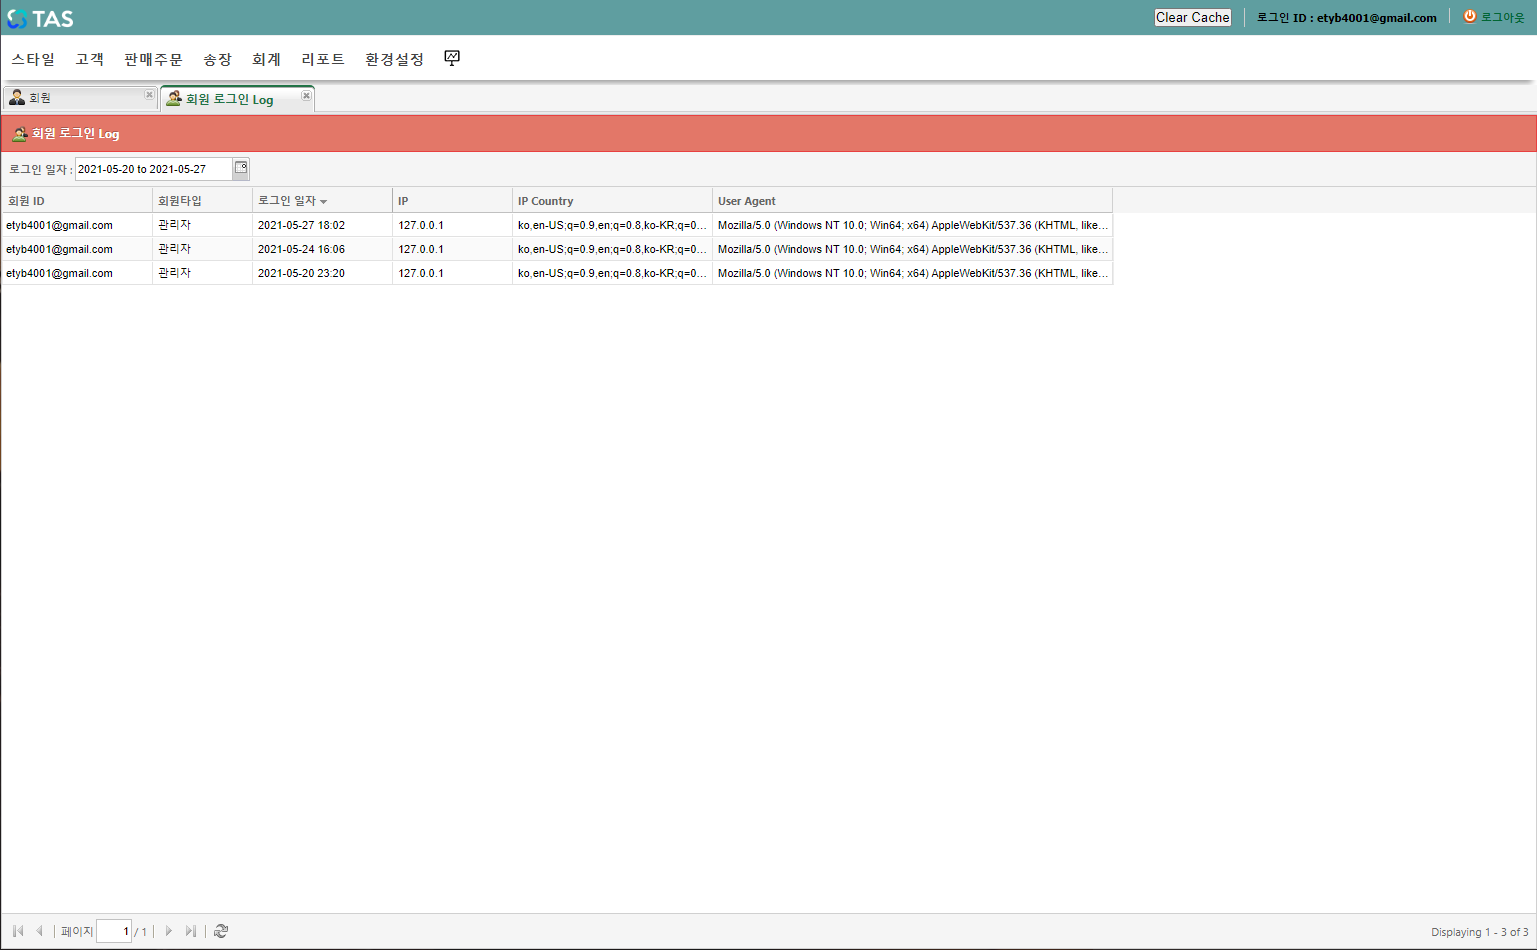 TAS
Clear Cache
로그인 ID : etyb4001@gmail.com
로그아웃
스타일 고객 판매주문 송장 회계 리포트 환경설정
회원 회원 로그인 Log
회원 로그인 Log
로그인 일자 : 2021-05-20 to 2021-05-27
회원 ID 회원타입 로그인 일자 IP IP Country User Agent
etyb4001@gmail.com 관리자 2021-05-27 18:02 127.0.0.1 ko,en-US;q=0.9,en;q=0.8,ko-KR;q=0... Mozilla/5.0 (Windows NT 10.0; Win64; x64) AppleWebKit/537.36 (KHTML, like...
etyb4001@gmail.com 관리자 2021-05-24 16:06 127.0.0.1 ko,en-US;q=0.9,en;q=0.8,ko-KR;q=0... Mozilla/5.0 (Windows NT 10.0; Win64; x64) AppleWebKit/537.36 (KHTML, like...
etyb4001@gmail.com 관리자 2021-05-20 23:20 127.0.0.1 ko,en-US;q=0.9,en;q=0.8,ko-KR;q=0... Mozilla/5.0 (Windows NT 10.0; Win64; x64) AppleWebKit/537.36 (KHTML, like...
페이지 1 / 1
Displaying 1 - 3 of 3